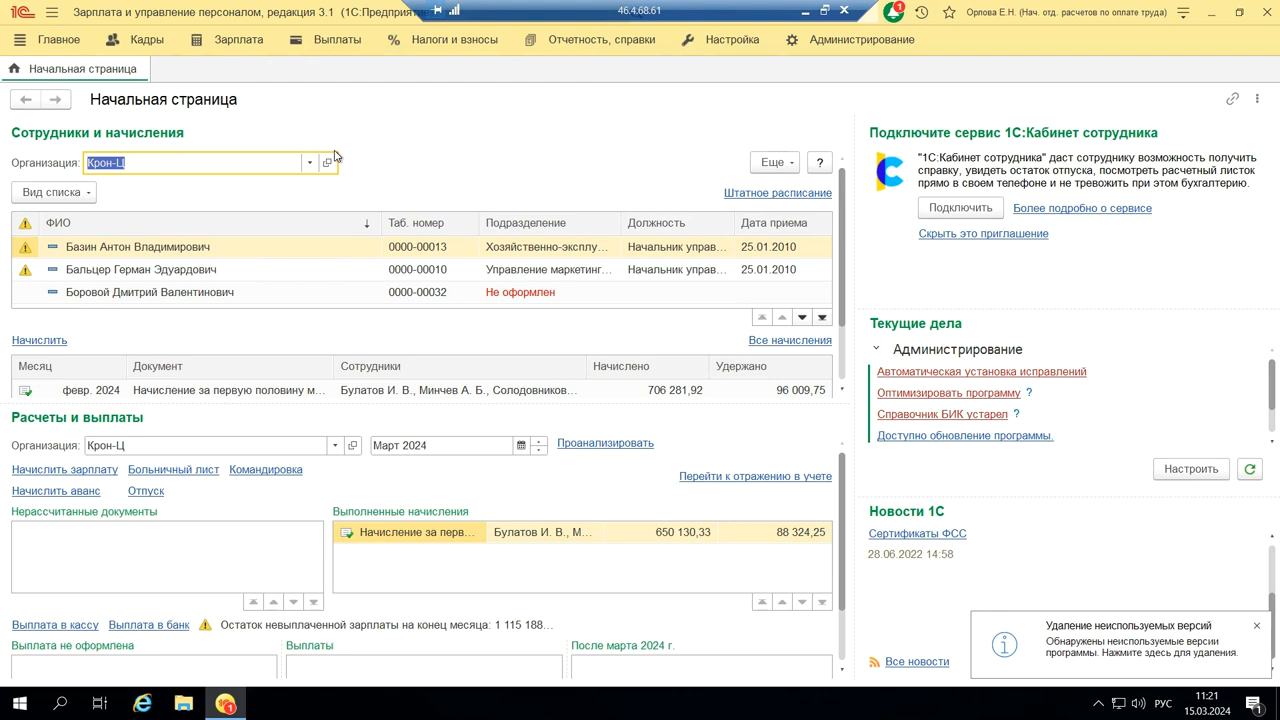 Зарплата и управление персоналом, редакция 3.1 (1С:Предприятие
46.4.68.61
1
Орлова Е.Н. (Нач. отд. расчетов по оплате труда)
Главное
Кадры
Зарплата
Выплаты
Налоги и взносы
Отчетность, справки
Настройка
Администрирование
Начальная страница
Начальная страница
Сотрудники и начисления
Организация: Крон-Ц
Еще
?
Вид списка
Штатное расписание
ФИО Таб. номер Подразделение Должность Дата приема
Базин Антон Владимирович 0000-00013 Хозяйственно-эксплу... Начальник управ... 25.01.2010
Бальцер Герман Эдуардович 0000-00010 Управление маркетинг... Начальник управ... 25.01.2010
Боровой Дмитрий Валентинович 0000-00032 Не оформлен
Начислить
Все начисления
Месяц Документ Сотрудники Начислено Удержано
февр. 2024 Начисление за первую половину м... Булатов И. В., Минчев А. Б., Солодовников... 706 281,92 96 009,75
Расчеты и выплаты
Организация: Крон-Ц Март 2024 Проанализировать
Начислить зарплату Больничный лист Командировка
Перейти к отражению в учете
Начислить аванс Отпуск
Нерассчитанные документы
Выполненные начисления
Начисление за перв... Булатов И. В., М... 650 130,33 88 324,25
Выплата в кассу Выплата в банк Остаток невыплаченной зарплаты на конец месяца: 1 115 188...
Выплата не оформлена Выплаты После марта 2024 г.
Подключите сервис 1С:Кабинет сотрудника
"1С:Кабинет сотрудника" даст сотруднику возможность получить
справку, увидеть остаток отпуска, посмотреть расчетный листок
прямо в своем телефоне и не тревожить при этом бухгалтерию.
Подключить Более подробно о сервисе
Скрыть это приглашение
Текущие дела
Администрирование
Автоматическая установка исправлений
Оптимизировать программу ?
Справочник БИК устарел ?
Доступно обновление программы.
Настроить
Новости 1С
Сертификаты ФСС
28.06.2022 14:58
Удаление неиспользуемых версий
Обнаружены неиспользуемые версии
программы. Нажмите здесь для удаления.
Все новости
1
РУС
11:21
15.03.2024
1